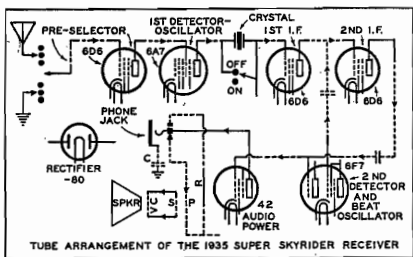 PRE-SELECTOR
6D6
1ST DETECTOR-
OSCILLATOR
6A7
CRYSTAL
OFF
ON
1ST I.F.
6D6
2ND I.F.
6D6
PHONE
JACK
RECTIFIER
-80
C
SPKR
VC
S
P
R
42
AUDIO
POWER
6F7
2 ND
DETECTOR
AND
BEAT
OSCILLATOR
TUBE ARRANGEMENT OF THE 1935 SUPER SKYRIDER RECEIVER